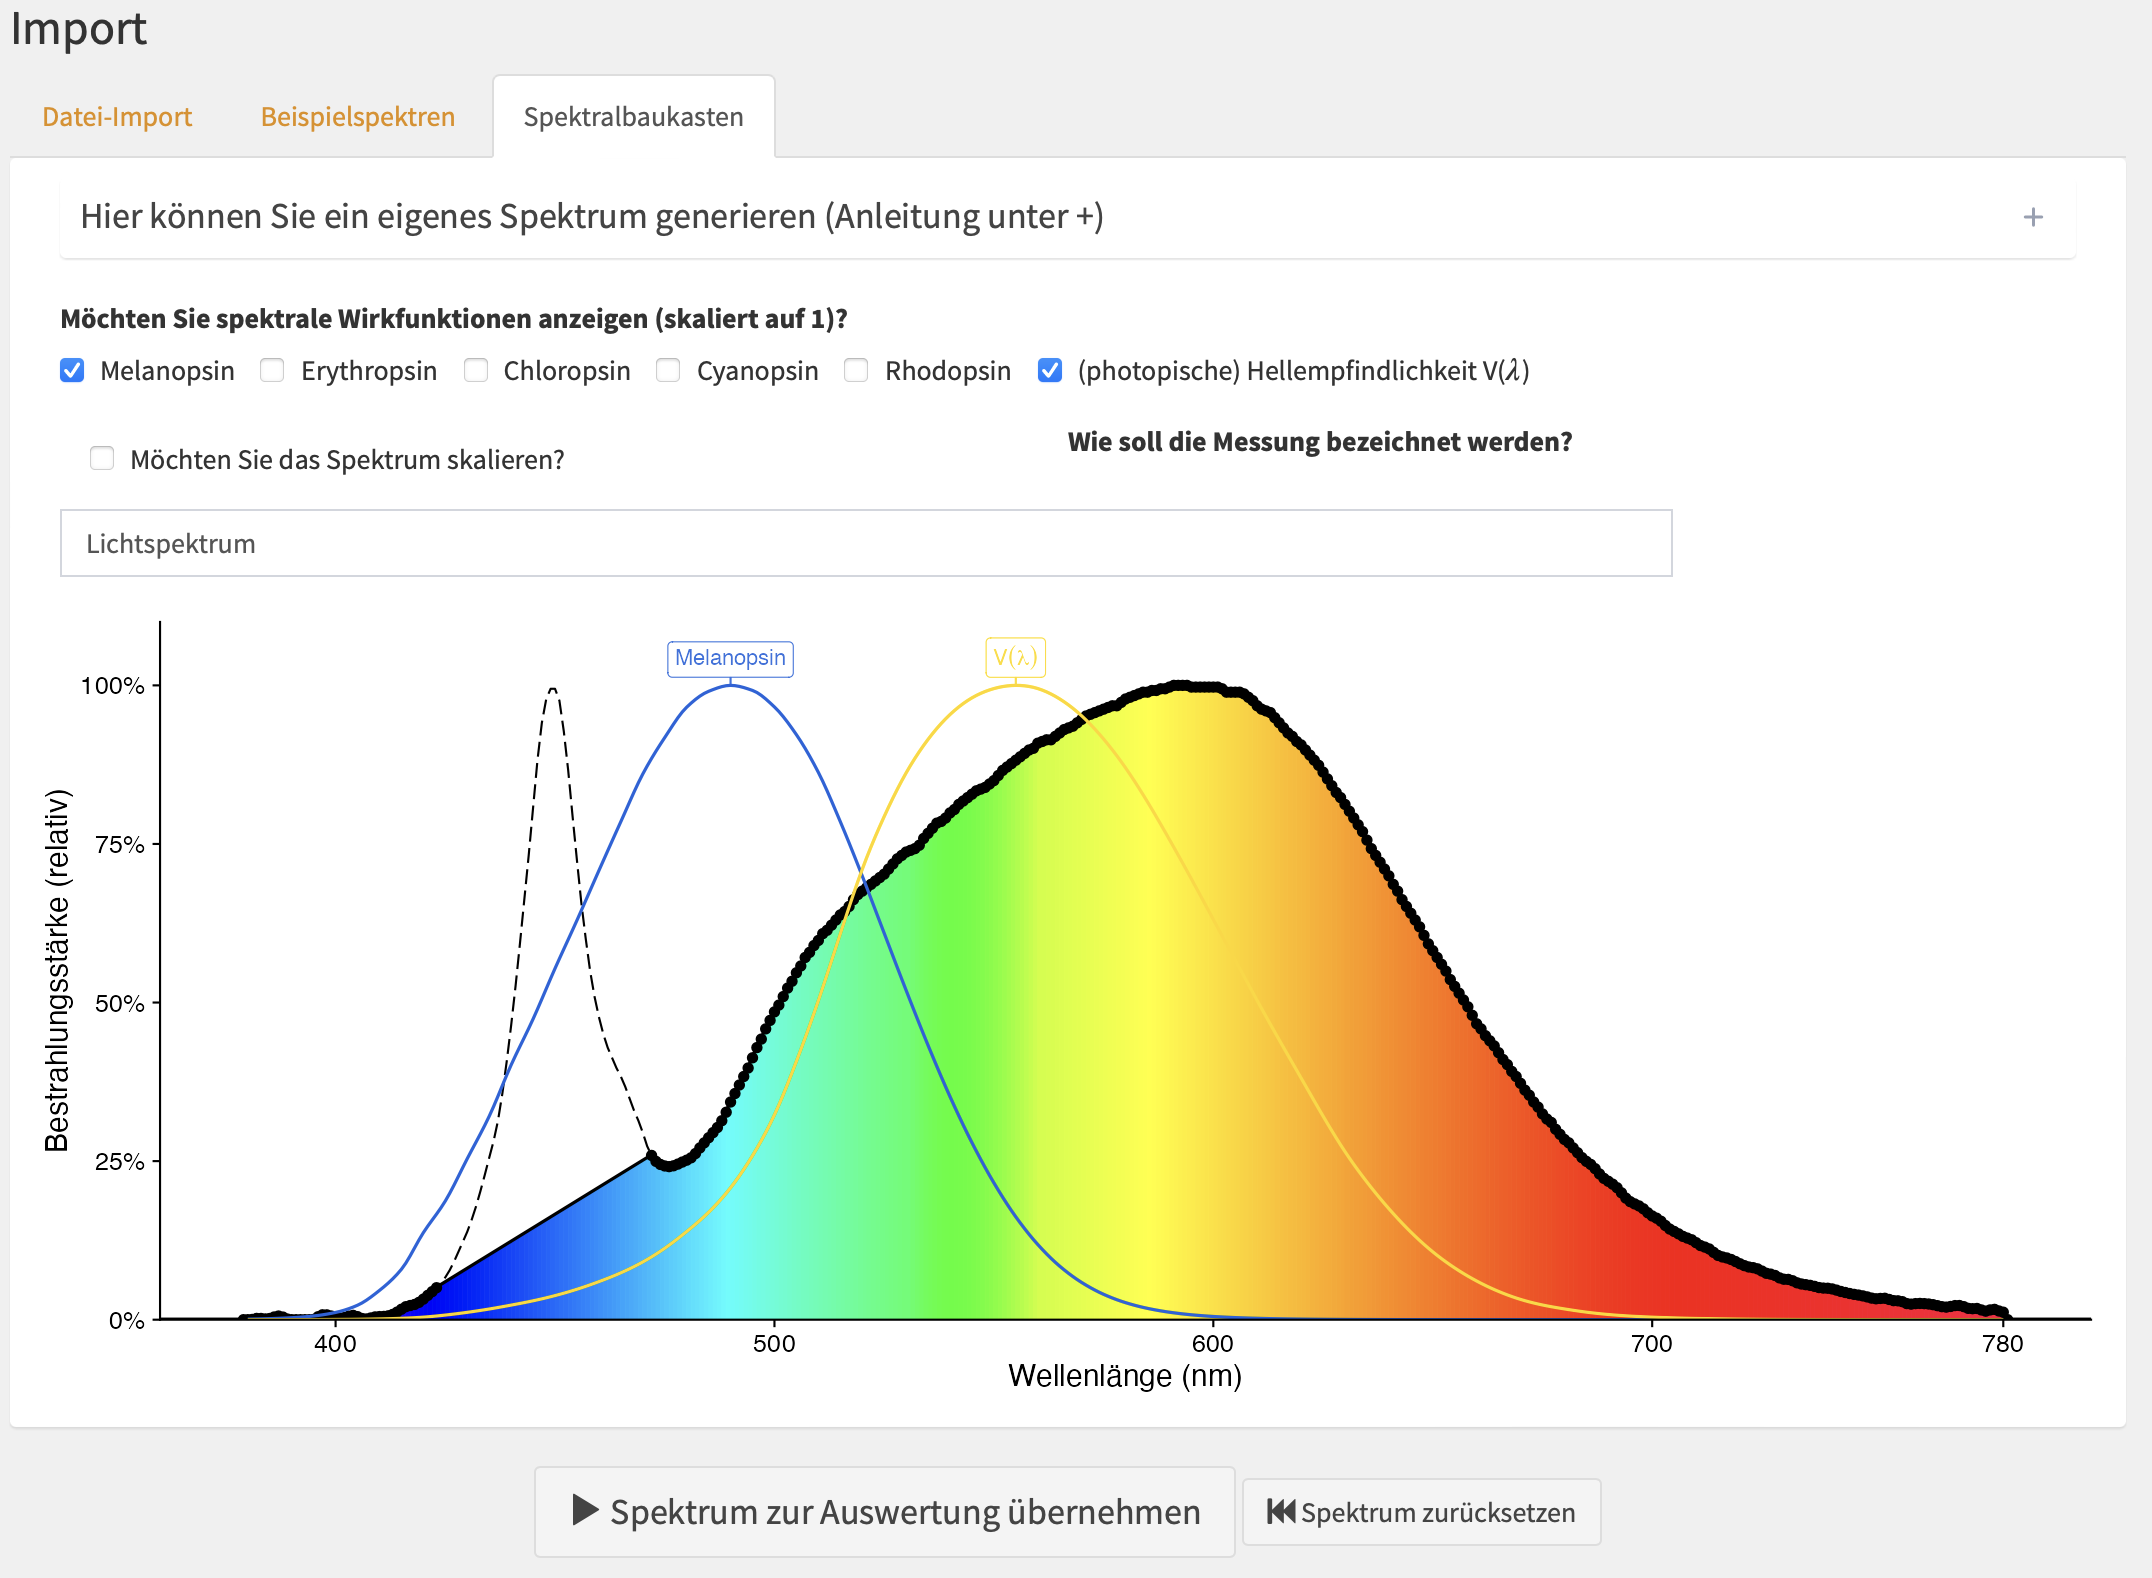 Import
Datei-Import Beispielspektren Spektralbaukasten
Hier können Sie ein eigenes Spektrum generieren (Anleitung unter +) +
Möchten Sie spektrale Wirkfunktionen anzeigen (skaliert auf 1)?
Melanopsin Erythropsin Chloropsin Cyanopsin Rhodopsin (photopische) Hellempfindlichkeit V(λ)
Wie soll die Messung bezeichnet werden?
Möchten Sie das Spektrum skalieren?
Lichtspektrum
Melanopsin V(λ)
100%
75%
50%
25%
0%
Bestrahlungsstärke (relativ)
400 500 600 700 780
Wellenlänge (nm)
Spektrum zur Auswertung übernehmen Spektrum zurücksetzen